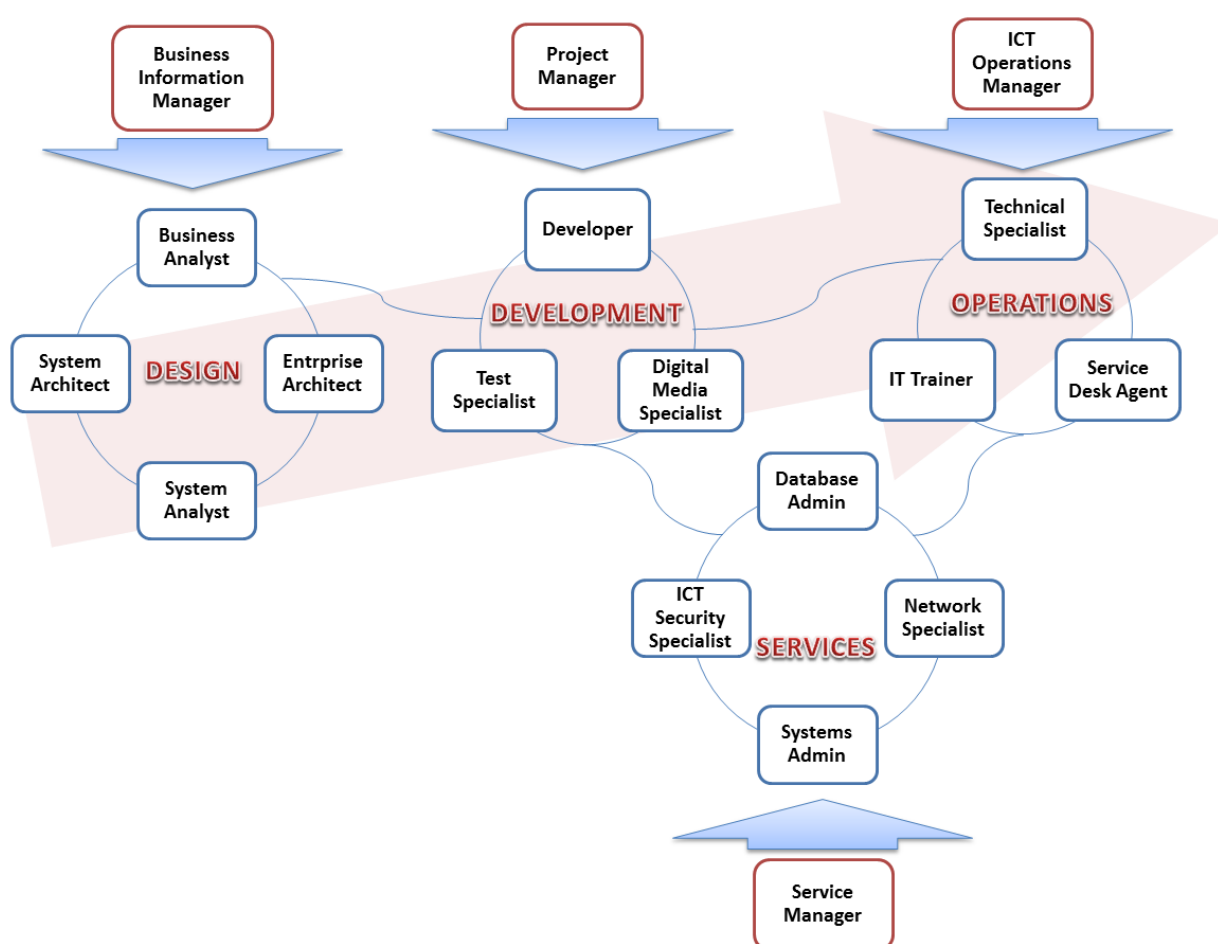 Business
Information
Manager
Project
Manager
ICT
Operations
Manager
Business
Analyst
System
Architect
DESIGN
Entrprise
Architect
System
Analyst
Developer
DEVELOPMENT
Test
Specialist
Digital
Media
Specialist
Technical
Specialist
OPERATIONS
IT Trainer
Service
Desk Agent
Database
Admin
ICT
Security
Specialist
SERVICES
Network
Specialist
Systems
Admin
Service
Manager